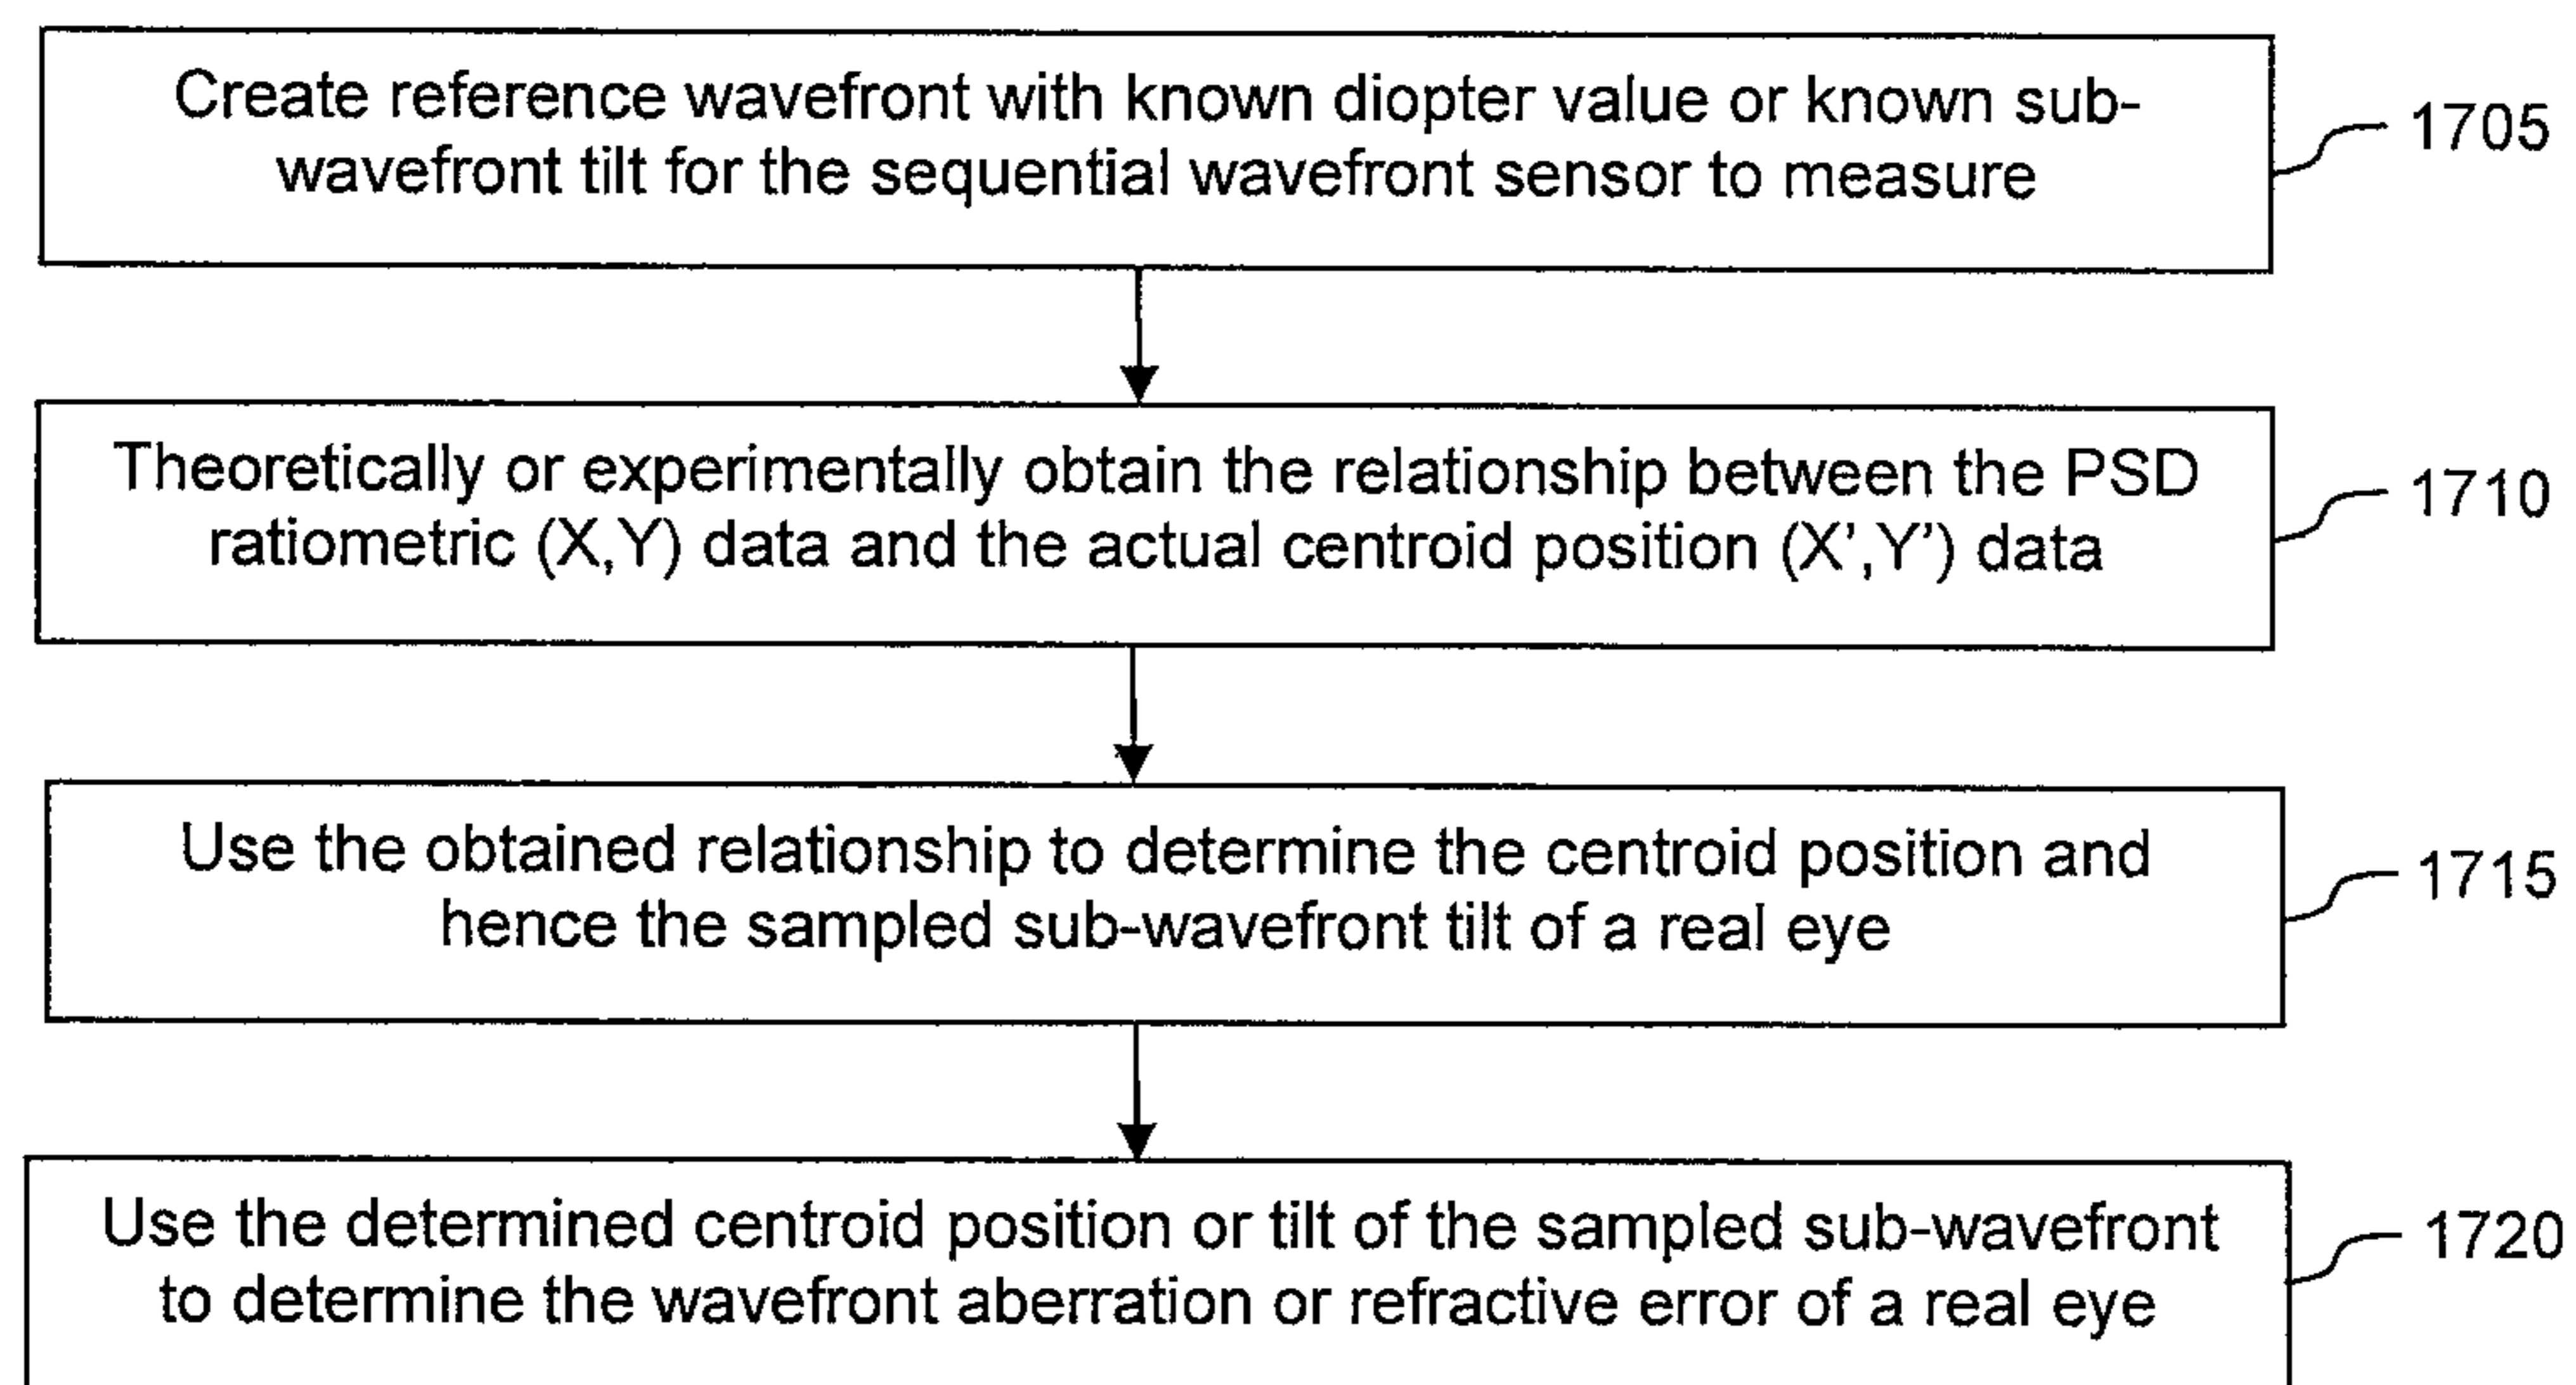 Create reference wavefront with known diopter value or known sub-
wavefront tilt for the sequential wavefront sensor to measure
1705
Theoretically or experimentally obtain the relationship between the PSD
ratiometric (X,Y) data and the actual centroid position (X’,Y’) data
1710
Use the obtained relationship to determine the centroid position and
hence the sampled sub-wavefront tilt of a real eye
1715
Use the determined centroid position or tilt of the sampled sub-wavefront
to determine the wavefront aberration or refractive error of a real eye
1720